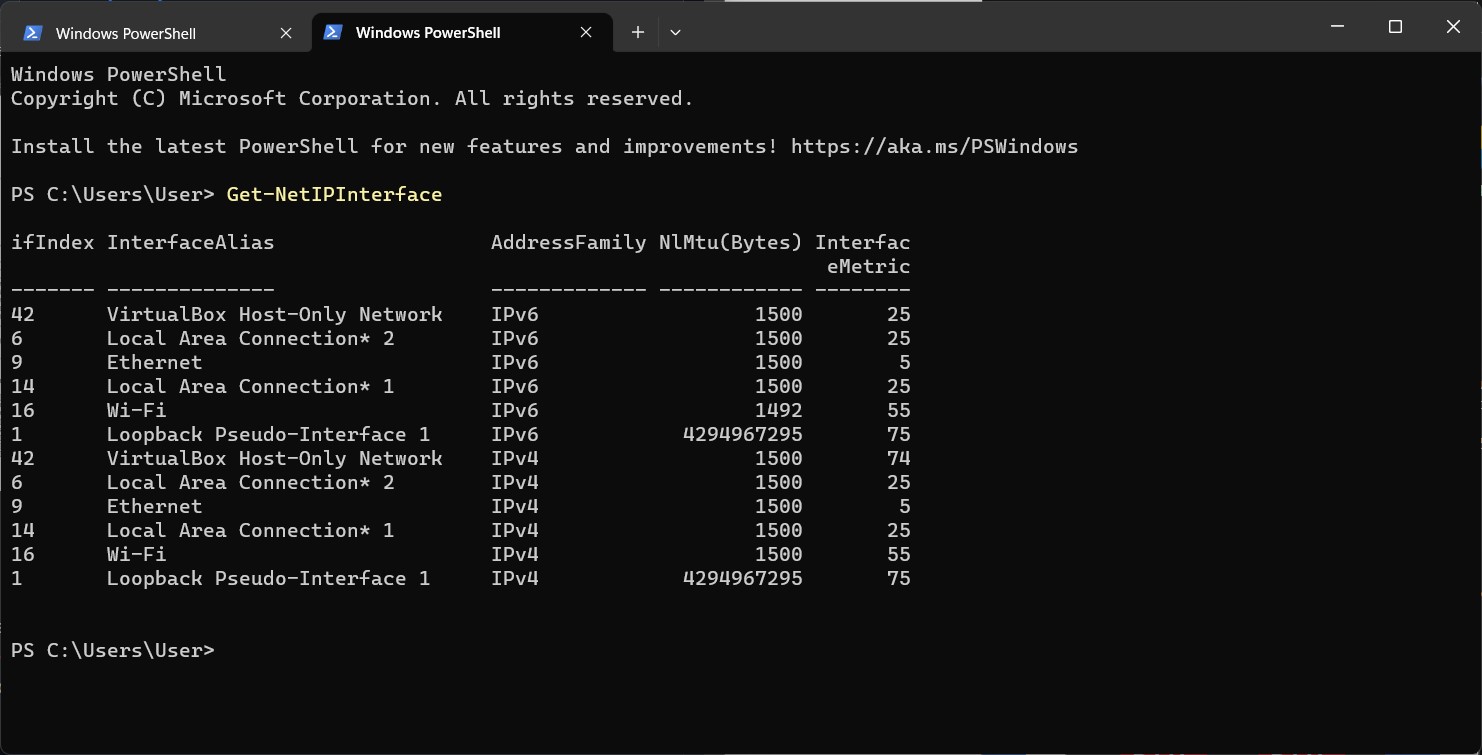 Windows PowerShell
Windows PowerShell
Windows PowerShell
Copyright (C) Microsoft Corporation. All rights reserved.
Install the latest PowerShell for new features and improvements! https://aka.ms/PSWindows
PS C:\Users\User> Get-NetIPInterface
ifIndex InterfaceAlias                  AddressFamily NlMtu(Bytes) Interfac
                                                                    eMetric
------- --------------                  ------------- ------------ --------
42      VirtualBox Host-Only Network    IPv6                  1500       25
6       Local Area Connection* 2        IPv6                  1500       25
9       Ethernet                        IPv6                  1500        5
14      Local Area Connection* 1        IPv6                  1500       25
16      Wi-Fi                           IPv6                  1492       55
1       Loopback Pseudo-Interface 1     IPv6            4294967295       75
42      VirtualBox Host-Only Network    IPv4                  1500       74
6       Local Area Connection* 2        IPv4                  1500       25
9       Ethernet                        IPv4                  1500        5
14      Local Area Connection* 1        IPv4                  1500       25
16      Wi-Fi                           IPv4                  1500       55
1       Loopback Pseudo-Interface 1     IPv4            4294967295       75
PS C:\Users\User>